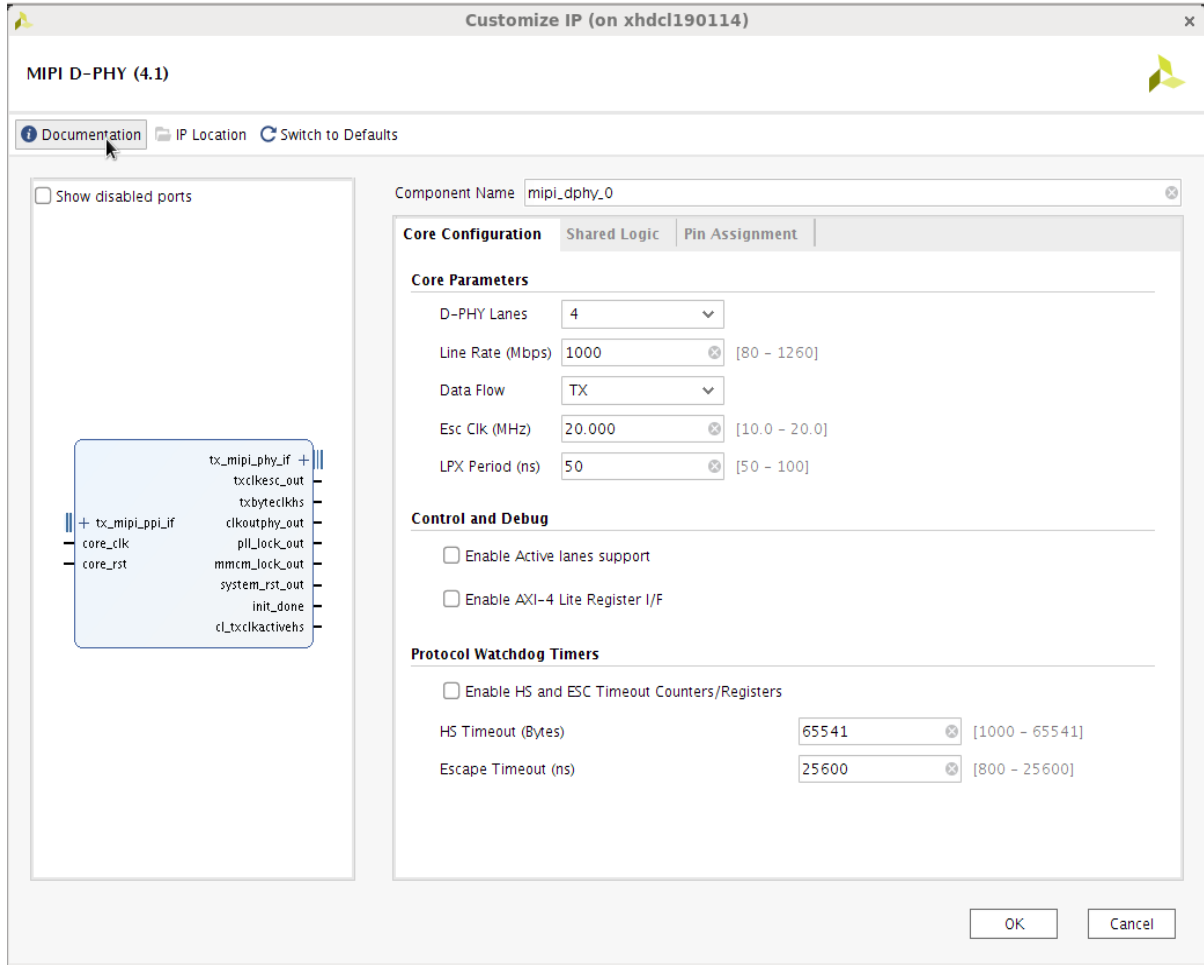 Customize IP (on xhdcl190114)
MIPI D-PHY (4.1)
Documentation IP Location Switch to Defaults
Show disabled ports
tx_mipi_phy_if
txclkesc_out
txbyteclkhs
tx_mipi_ppi_if clkoutphy_out
core_clk pll_lock_out
core_rst mmcm_lock_out
system_rst_out
init_done
cl_txclkactivehs
Component Name mipi_dphy_0
Core Configuration Shared Logic Pin Assignment
Core Parameters
D-PHY Lanes 4
Line Rate (Mbps) 1000 [80 - 1260]
Data Flow TX
Esc Clk (MHz) 20.000 [10.0 - 20.0]
LPX Period (ns) 50 [50 - 100]
Control and Debug
Enable Active lanes support
Enable AXI-4 Lite Register I/F
Protocol Watchdog Timers
Enable HS and ESC Timeout Counters/Registers
HS Timeout (Bytes) 65541 [1000 - 65541]
Escape Timeout (ns) 25600 [800 - 25600]
OK Cancel